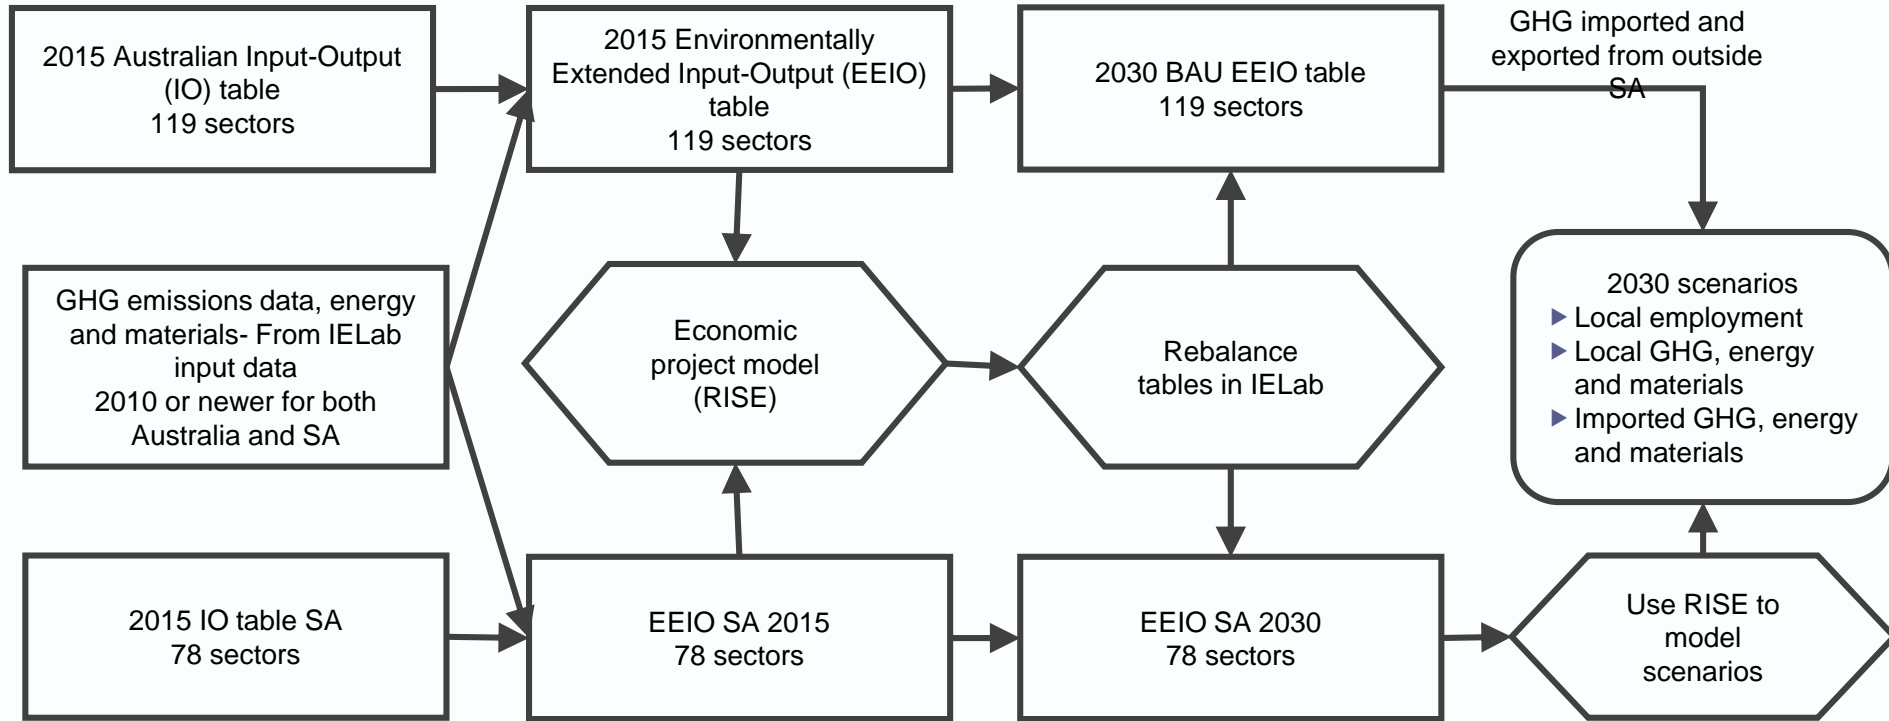 2015 Australian Input-Output
(IO) table
119 sectors
2015 Environmentally
Extended Input-Output (EEIO)
table
119 sectors
2030 BAU EEIO table
119 sectors
GHG imported and
exported from outside
SA
GHG emissions data, energy
and materials- From IELab
input data
2010 or newer for both
Australia and SA
Economic
project model
(RISE)
Rebalance
tables in IELab
2030 scenarios
Local employment
Local GHG, energy
and materials
Imported GHG, energy
and materials
2015 IO table SA
78 sectors
EEIO SA 2015
78 sectors
EEIO SA 2030
78 sectors
Use RISE to
model
scenarios